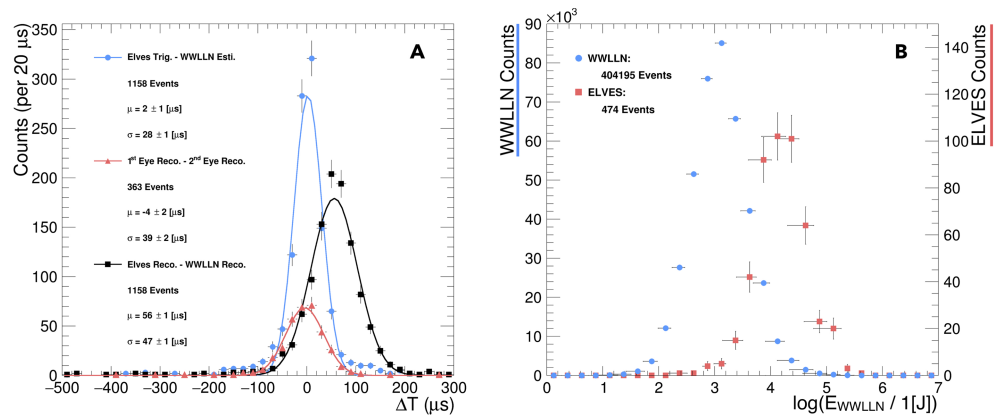 A
Elves Trig. - WWLLN Esti.
1158 Events
μ = 2 ± 1 [μs]
σ = 28 ± 1 [μs]
1st Eye Reco. - 2nd Eye Reco.
363 Events
μ = -4 ± 2 [μs]
σ = 39 ± 2 [μs]
Elves Reco. - WWLLN Reco.
1158 Events
μ = 56 ± 1 [μs]
σ = 47 ± 1 [μs]
Counts (per 20 μs)
350
300
250
200
150
100
50
0
−500 −400 −300 −200 −100 0 100 200 300
ΔT (μs)
B
×10³
WWLLN:
404195 Events
ELVES:
474 Events
WWLLN Counts
90
80
70
60
50
40
30
20
10
0
0 1 2 3 4 5 6 7
log(E_WWLLN / 1[J])
140
120
100
80
60
40
20
0
ELVES Counts